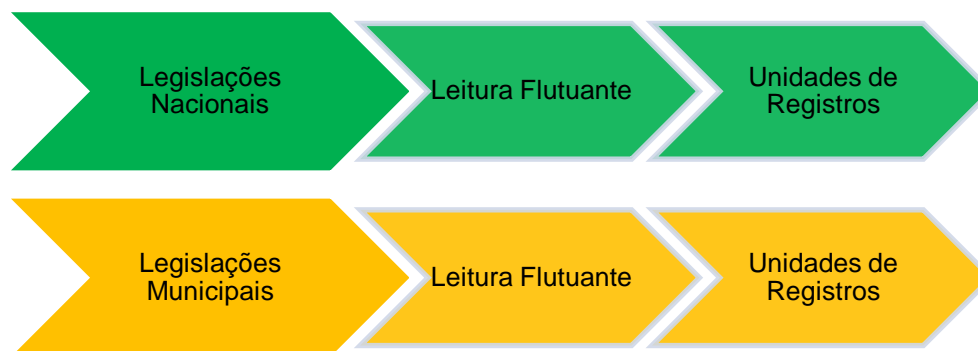 Legislações
Nacionais
Leitura Flutuante
Unidades de
Registros
Legislações
Municipais
Leitura Flutuante
Unidades de
Registros